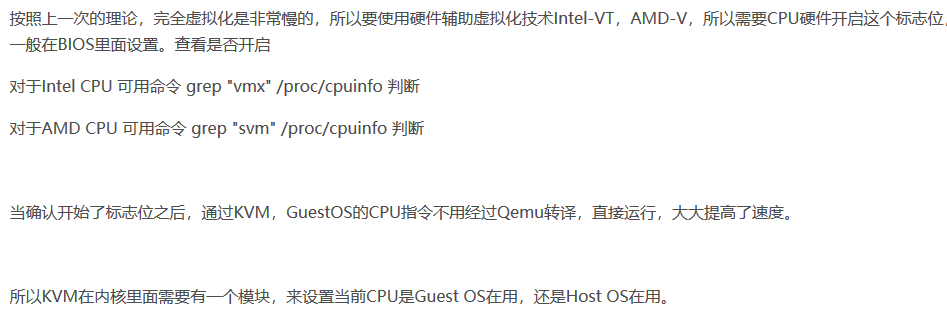 按照上一次的理论，完全虚拟化是非常慢的，所以要使用硬件辅助虚拟化技术Intel-VT，AMD-V，所以需要CPU硬件开启这个标志位，
一般在BIOS里面设置。查看是否开启
对于Intel CPU 可用命令 grep "vmx" /proc/cpuinfo 判断
对于AMD CPU 可用命令 grep "svm" /proc/cpuinfo 判断
当确认开始了标志位之后，通过KVM，GuestOS的CPU指令不用经过Qemu转译，直接运行，大大提高了速度。
所以KVM在内核里面需要有一个模块，来设置当前CPU是Guest OS在用，还是Host OS在用。